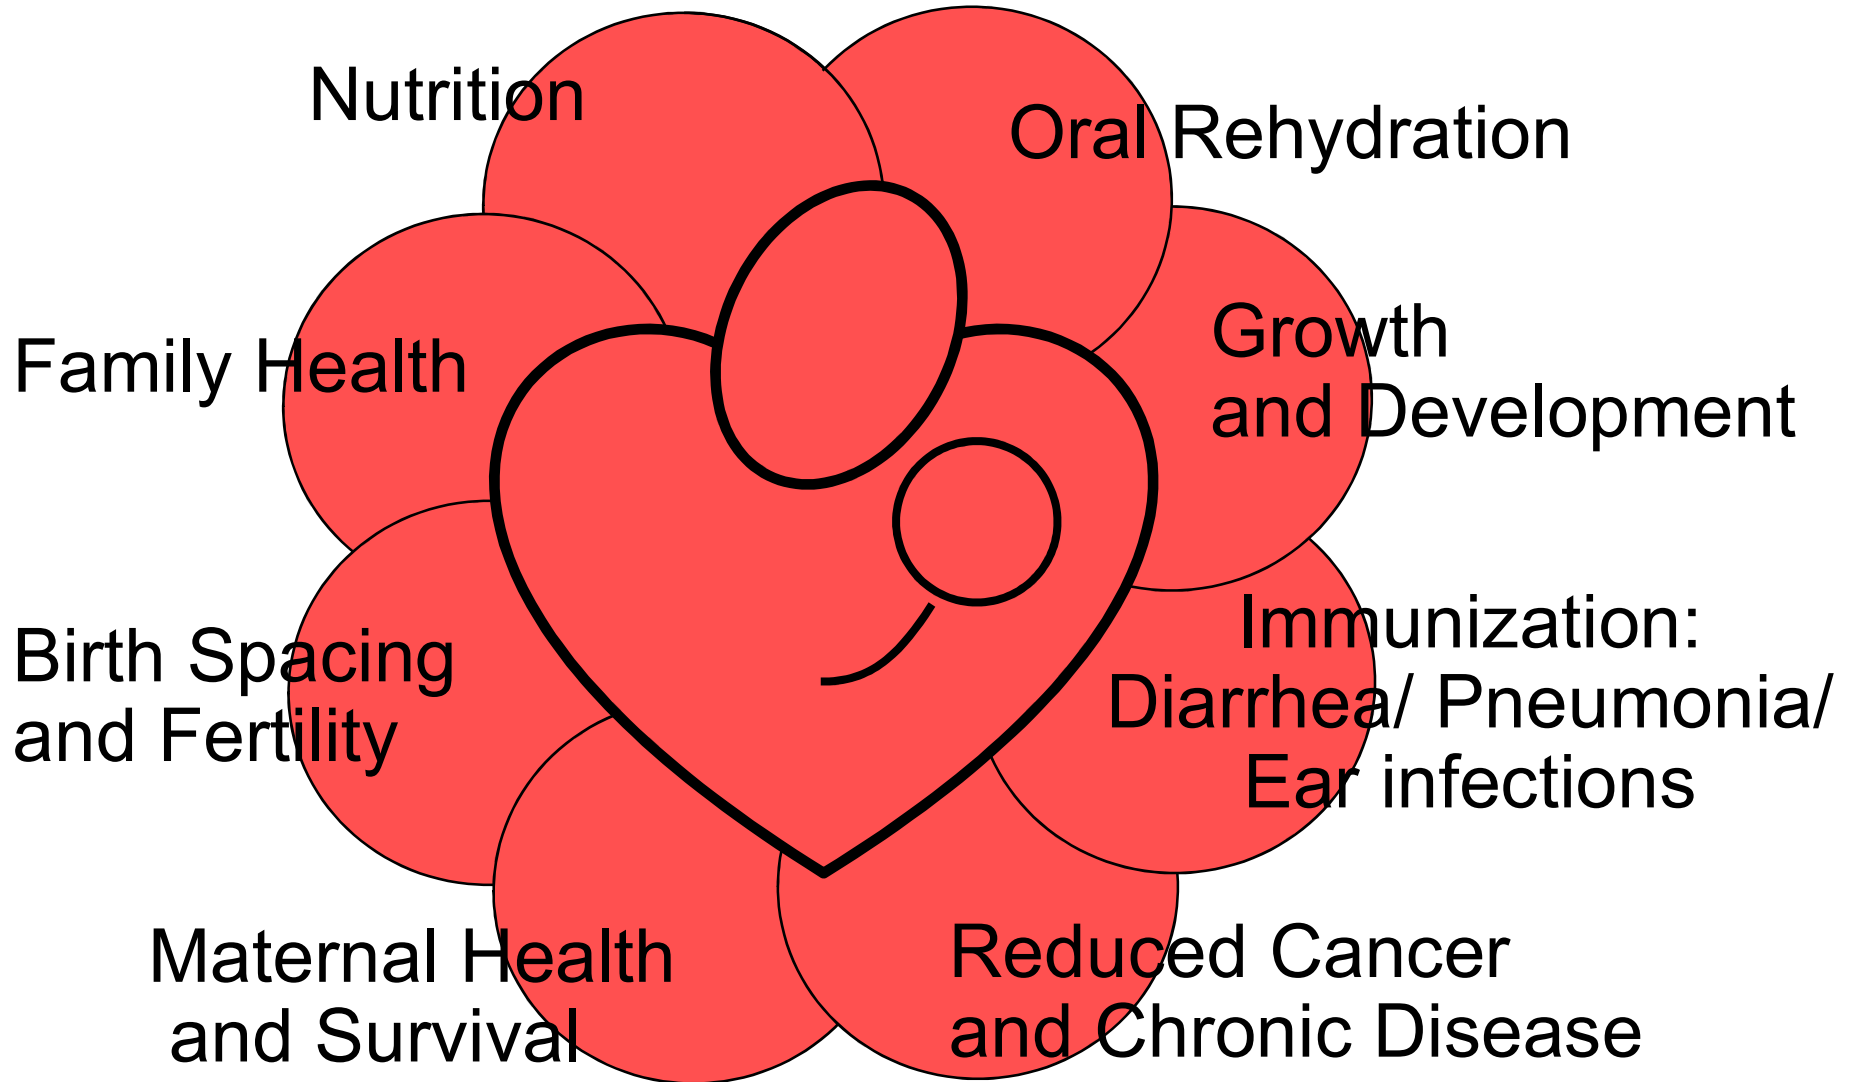 Nutrition
Oral Rehydration
Growth
and Development
Family Health
Immunization:
Diarrhea/ Pneumonia/
Ear infections
Birth Spacing
and Fertility
Maternal Health
and Survival
Reduced Cancer
and Chronic Disease